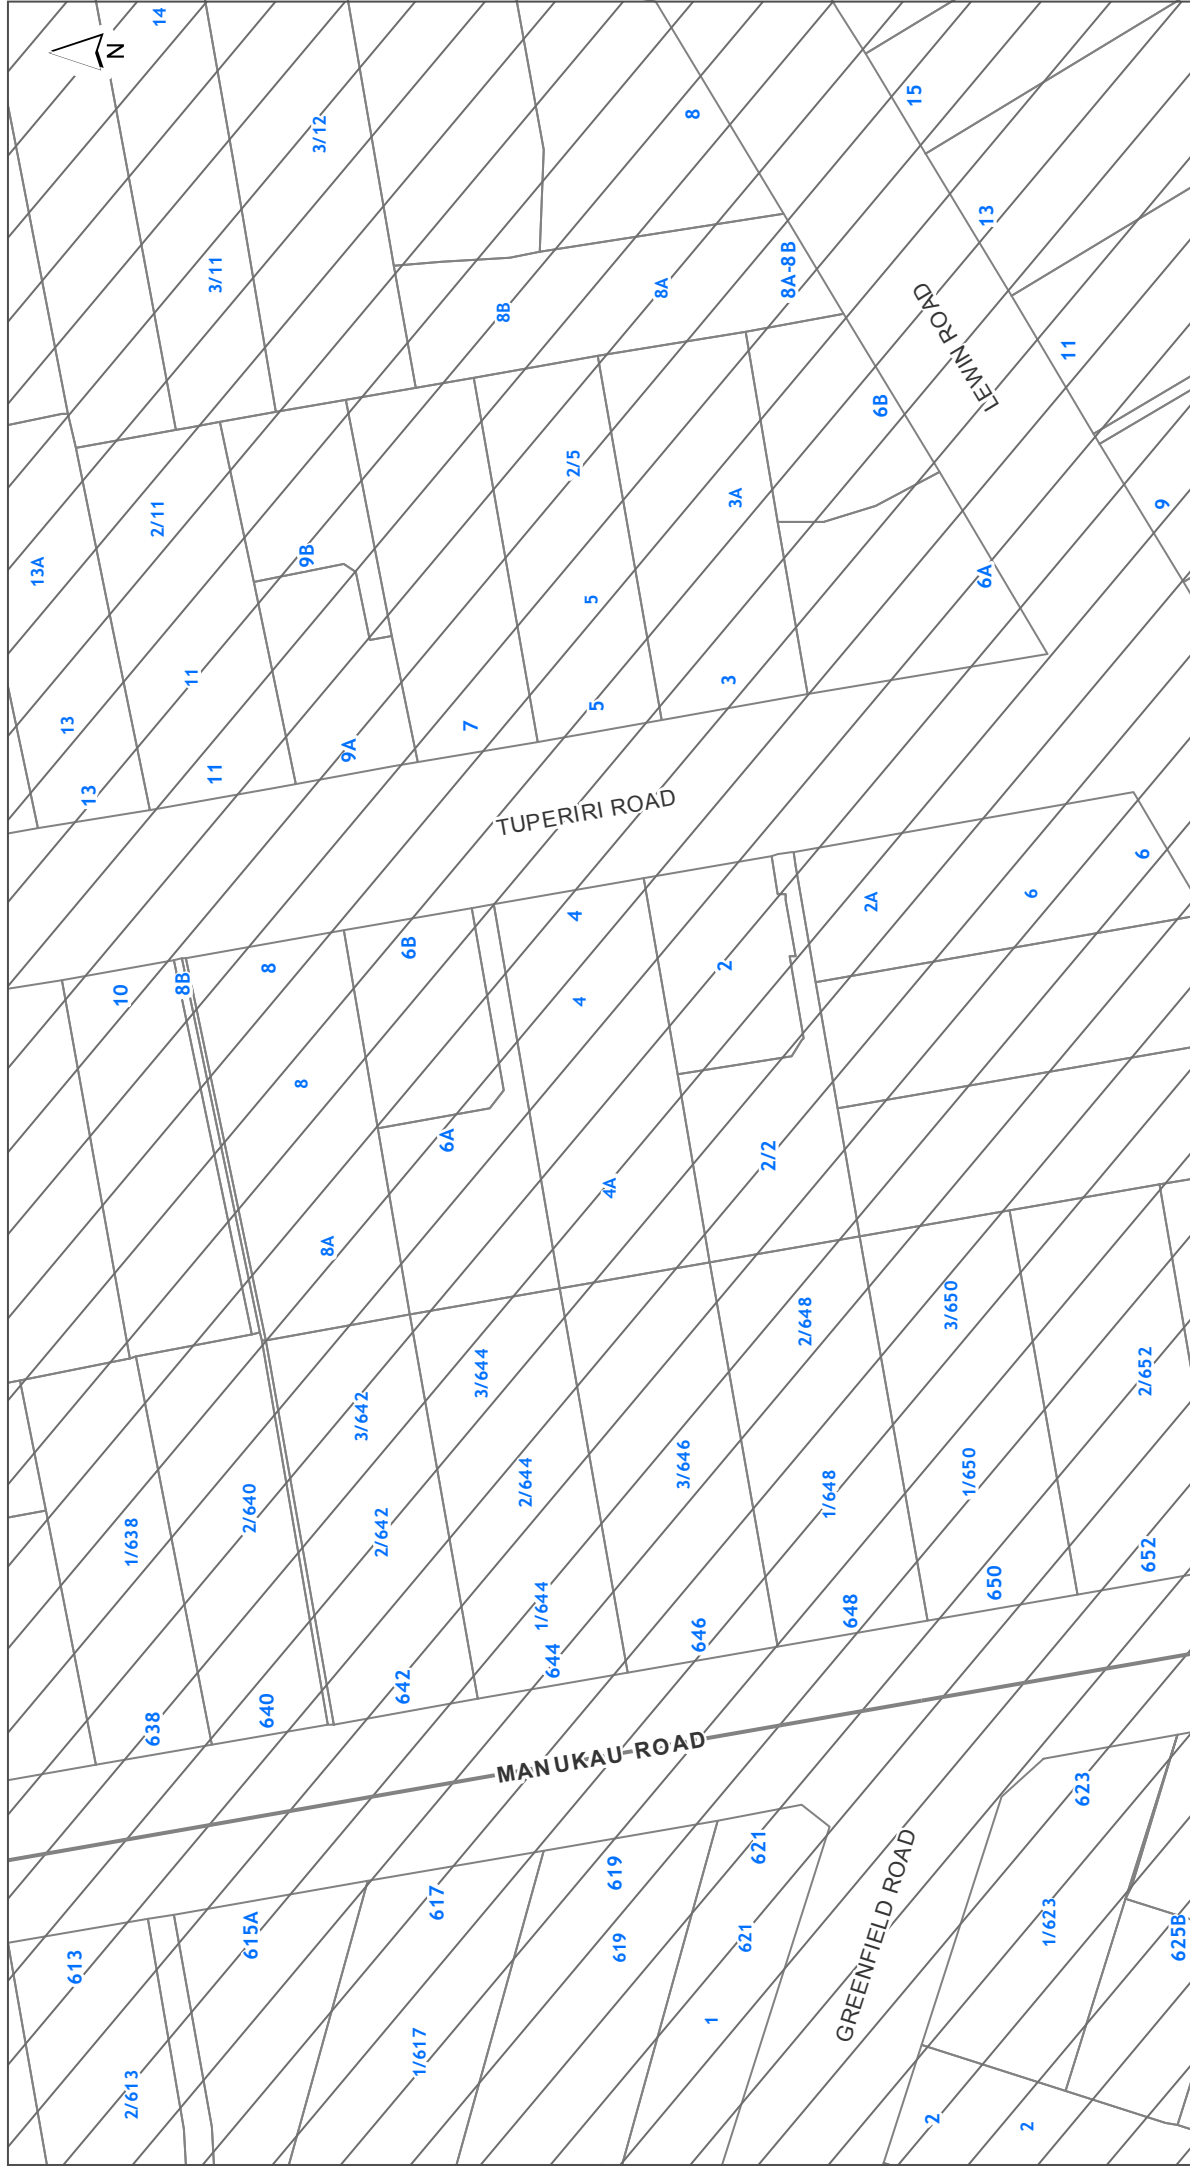 14
N
3/12
8
15
13
3/11
8B
8A
8A-8B
LEWIN ROAD
11
6B
9
2/11
2/5
3A
13A
9B
5
6A
13
11
3
5
7
9A
11
13
TUPERIRI ROAD
6
6
2A
4
2
6B
8
8B
10
4
8
6A
2/2
4A
8A
3/650
2/648
2/652
3/644
3/642
3/646
1/650
2/644
1/648
2/640
2/642
1/638
652
650
648
1/644
646
644
642
640
638
MANUKAU ROAD
623
621
619
617
1/623
625B
621
619
615A
613
GREENFIELD ROAD
1
1/617
2/613
2
2